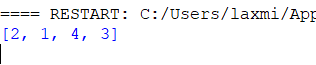 ==== RESTART: C:/Users/laxmi/App
[2, 1, 4, 3]